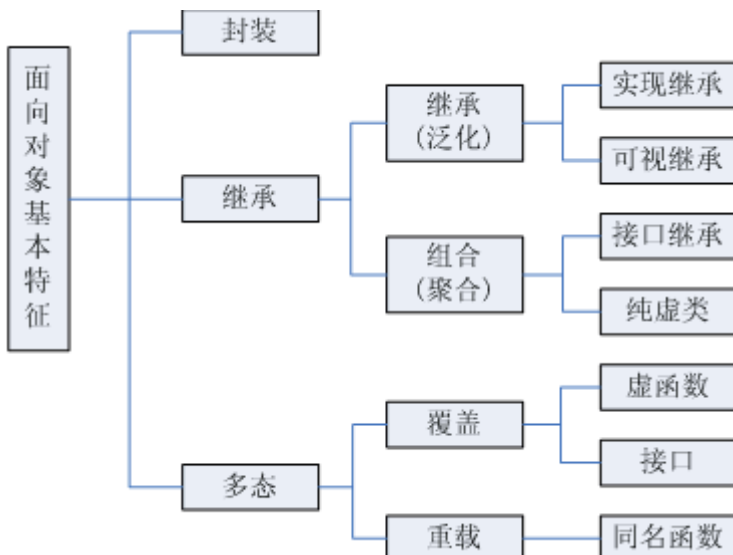 面向对象基本特征
封装
继承
继承
(泛化)
实现继承
可视继承
组合
(聚合)
接口继承
纯虚类
多态
覆盖
虚函数
接口
重载
同名函数